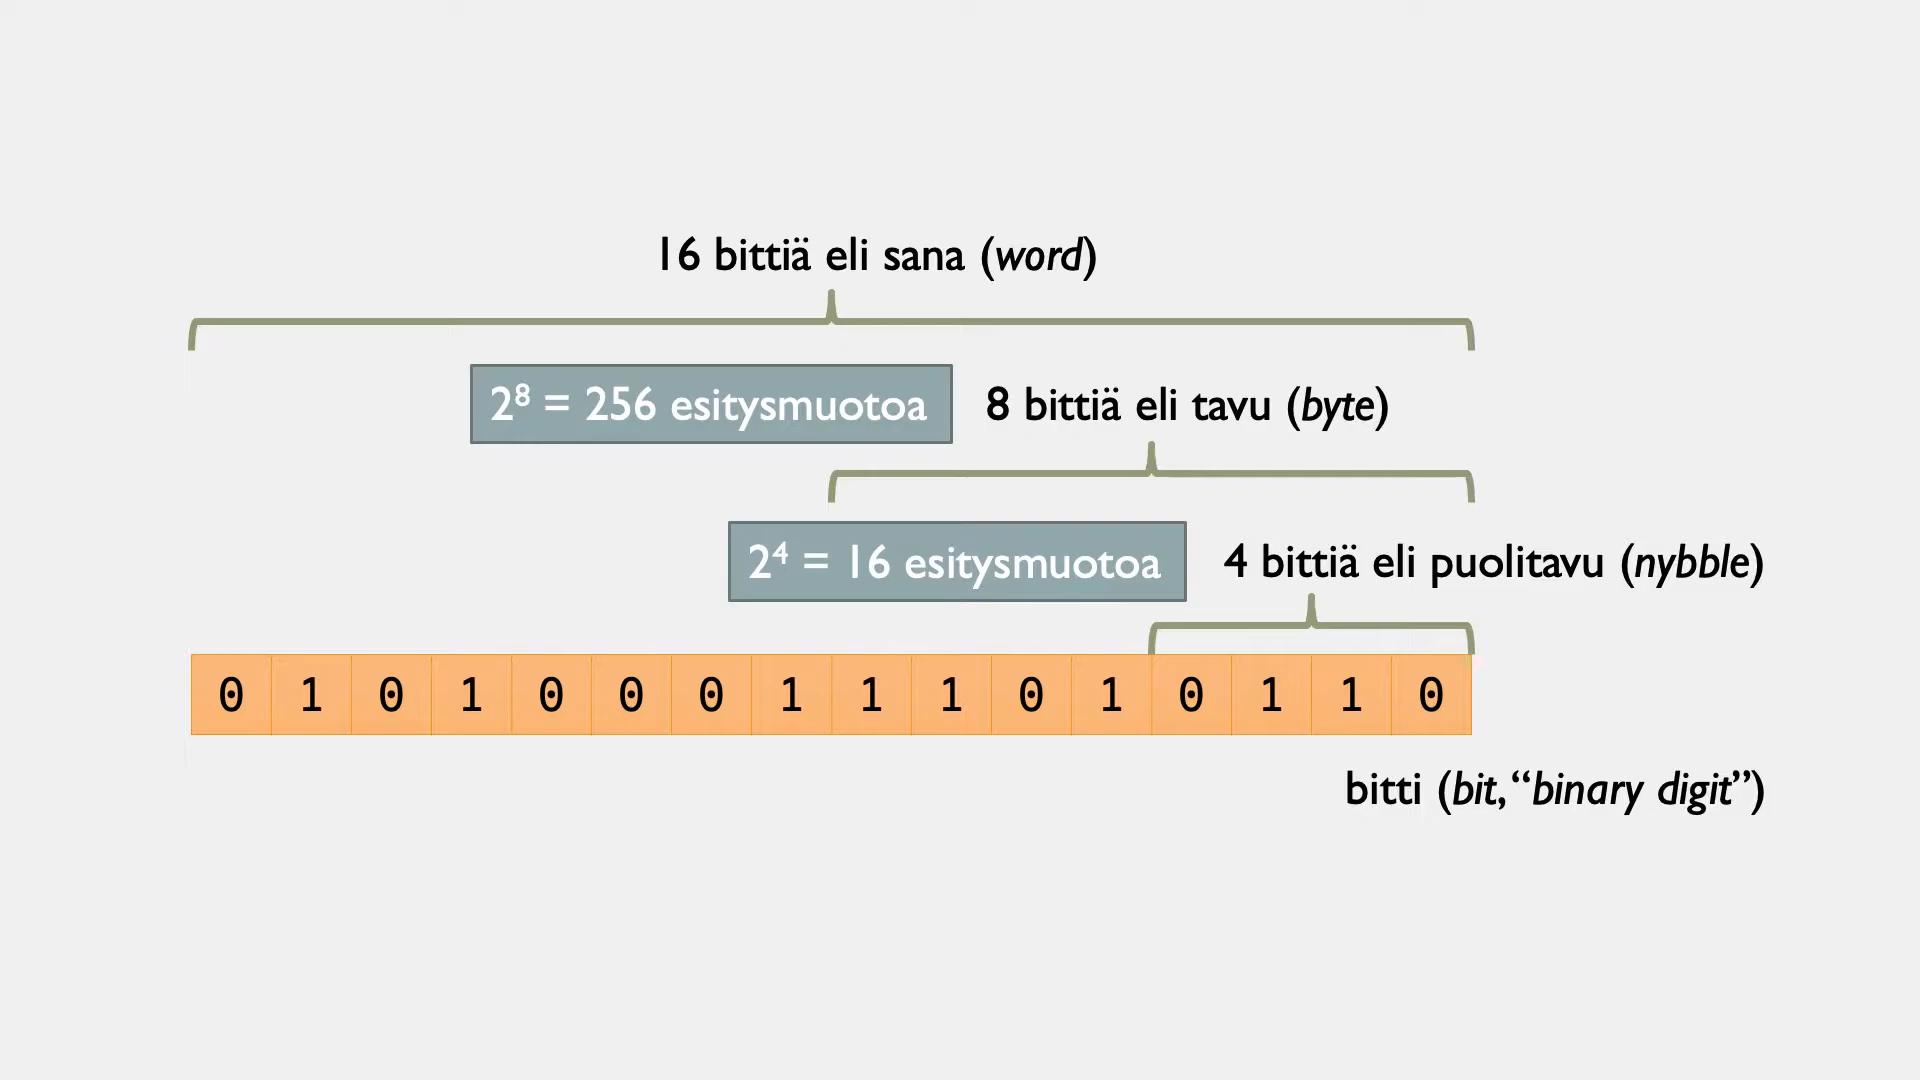 16 bittiä eli sana (word)
2⁸ = 256 esitysmuotoa 8 bittiä eli tavu (byte)
2⁴ = 16 esitysmuotoa 4 bittiä eli puolitavu (nybble)
0 1 0 1 0 0 0 1 1 1 0 1 0 1 1 0
bitti (bit, “binary digit”)